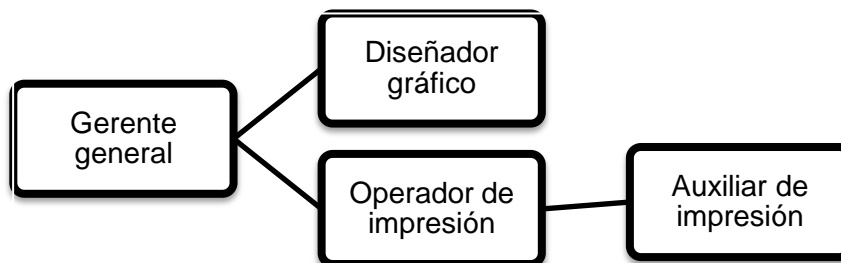 Diseñador
gráfico
Gerente
general
Operador de
impresión
Auxiliar de
impresión